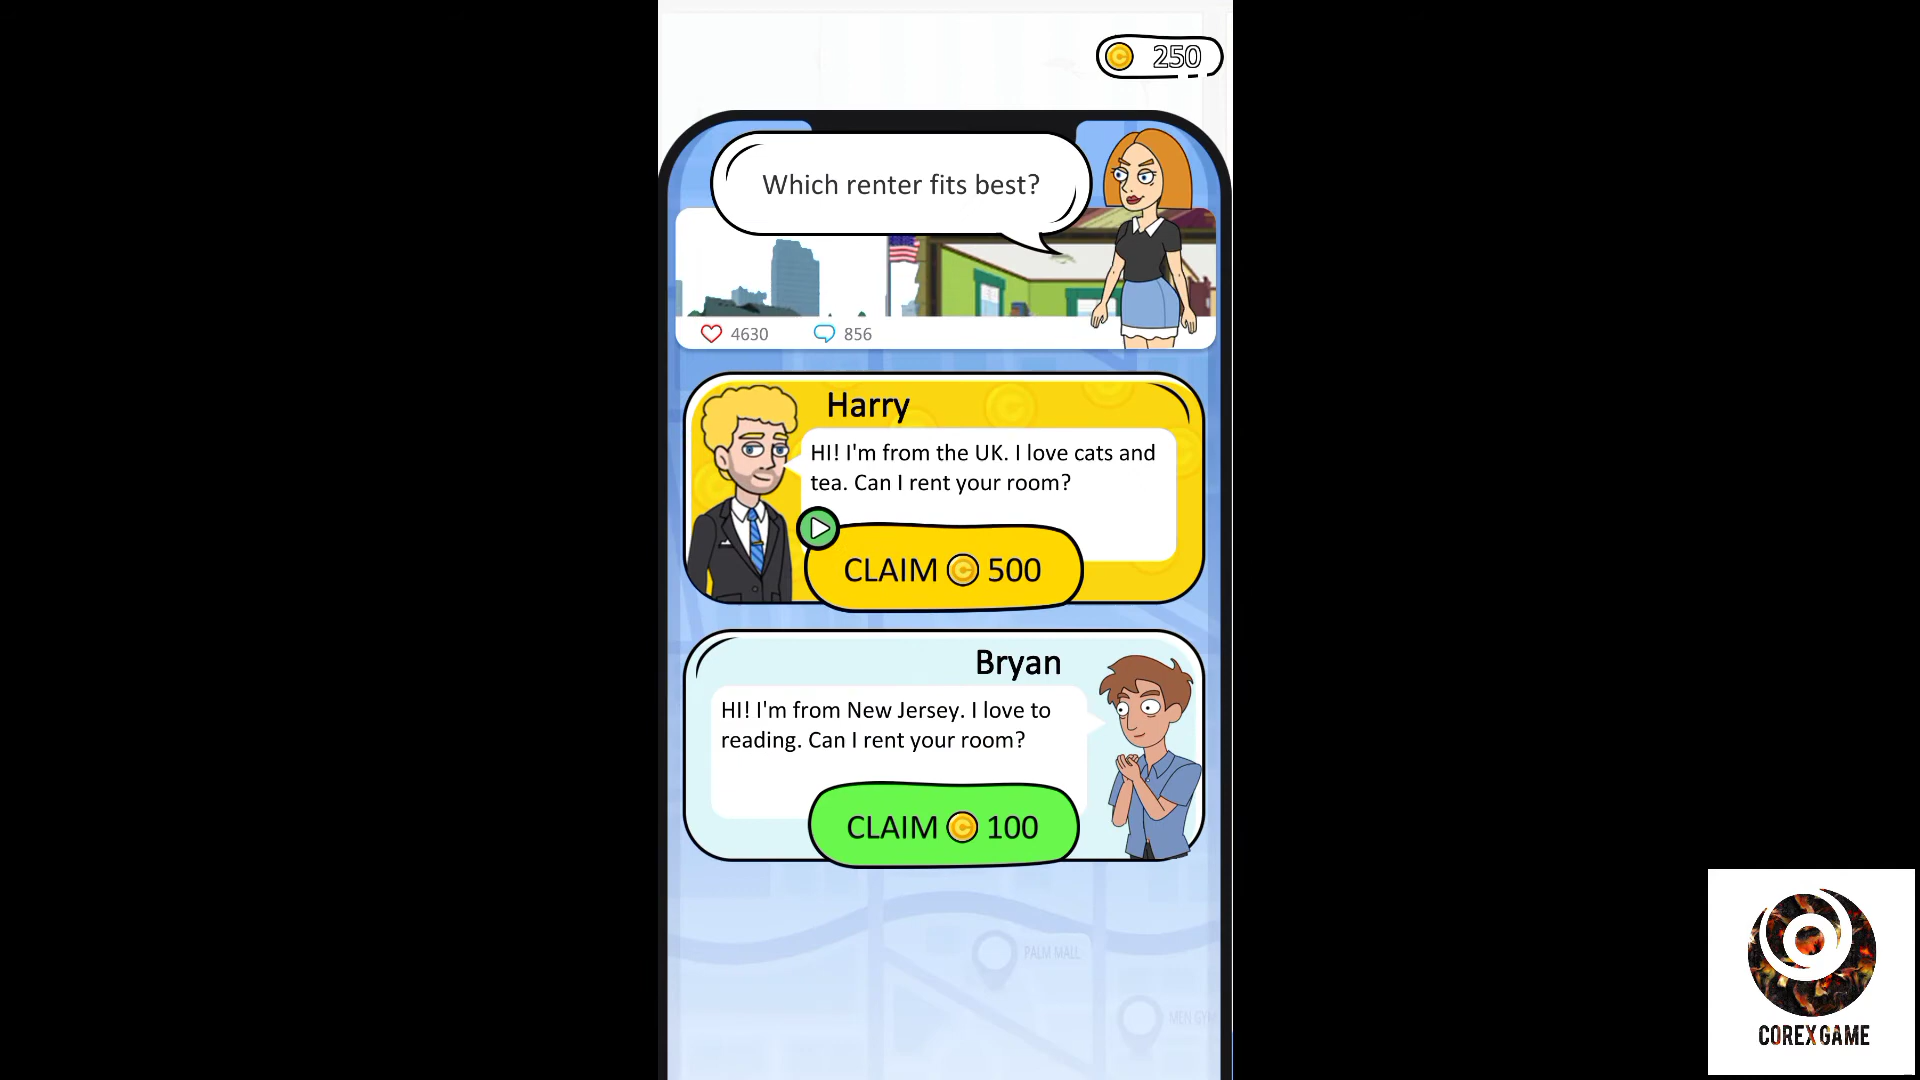 250
Which renter fits best?
4630 856
Harry
HI! I'm from the UK. I love cats and
tea. Can I rent your room?
CLAIM 500
Bryan
HI! I'm from New Jersey. I love to
reading. Can I rent your room?
CLAIM 100
PALM MALL
MEN GYM
COREXGAME